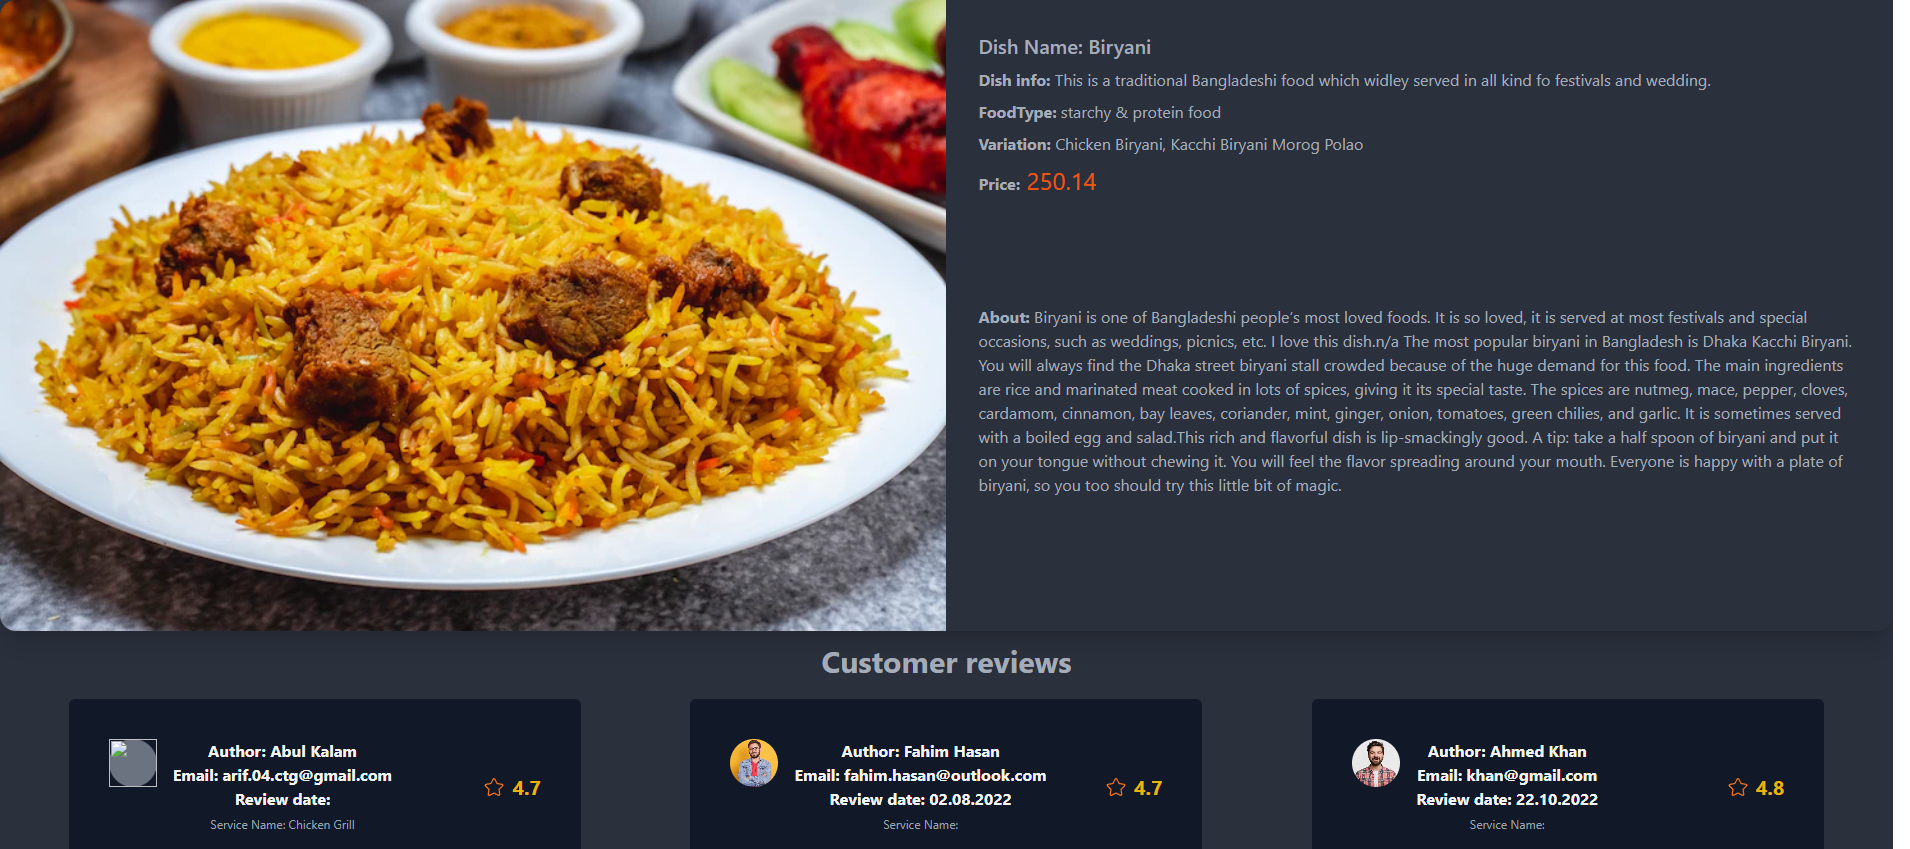 Dish Name: Biryani
Dish info: This is a traditional Bangladeshi food which widley served in all kind fo festivals and wedding.
FoodType: starchy & protein food
Variation: Chicken Biryani, Kacchi Biryani Morog Polao
Price: 250.14
About: Biryani is one of Bangladeshi people's most loved foods. It is so loved, it is served at most festivals and special
occasions, such as weddings, picnics, etc. I love this dish.n/a The most popular biryani in Bangladesh is Dhaka Kacchi Biryani.
You will always find the Dhaka street biryani stall crowded because of the huge demand for this food. The main ingredients
are rice and marinated meat cooked in lots of spices, giving it its special taste. The spices are nutmeg, mace, pepper, cloves,
cardamom, cinnamon, bay leaves, coriander, mint, ginger, onion, tomatoes, green chilies, and garlic. It is sometimes served
with a boiled egg and salad.This rich and flavorful dish is lip-smackingly good. A tip: take a half spoon of biryani and put it
on your tongue without chewing it. You will feel the flavor spreading around your mouth. Everyone is happy with a plate of
biryani, so you too should try this little bit of magic.
Customer reviews
Author: Abul Kalam
Email: arif.04.ctg@gmail.com
Review date:
Service Name: Chicken Grill
4.7
Author: Fahim Hasan
Email: fahim.hasan@outlook.com
Review date: 02.08.2022
Service Name:
4.7
Author: Ahmed Khan
Email: khan@gmail.com
Review date: 22.10.2022
Service Name:
4.8